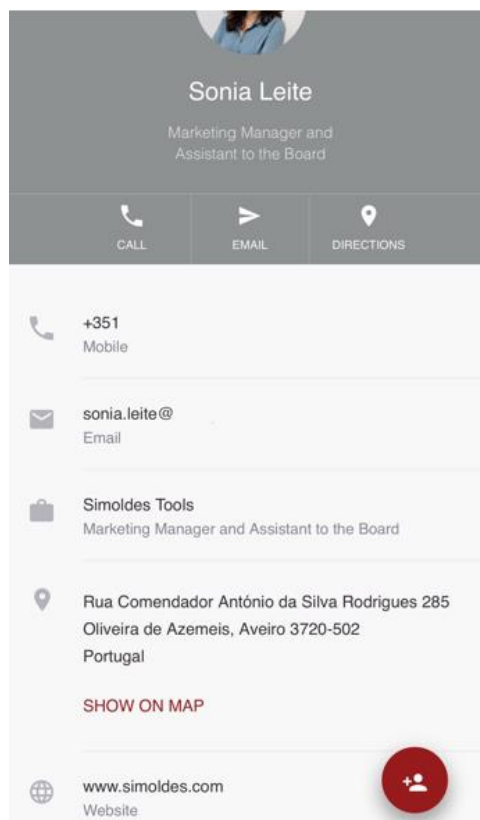 Sonia Leite
Marketing Manager and
Assistant to the Board
CALL
EMAIL
DIRECTIONS
+351
Mobile
sonia.leite@
Email
Simoldes Tools
Marketing Manager and Assistant to the Board
Rua Comendador António da Silva Rodrigues 285
Oliveira de Azemeis, Aveiro 3720-502
Portugal
SHOW ON MAP
www.simoldes.com
Website